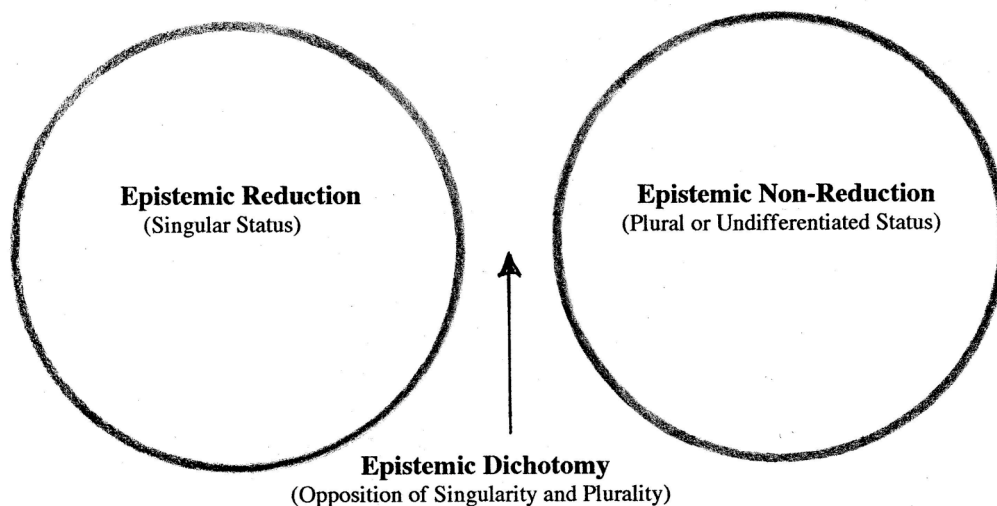 Epistemic Reduction
(Singular Status)
Epistemic Non-Reduction
(Plural or Undifferentiated Status)
Epistemic Dichotomy
(Opposition of Singularity and Plurality)